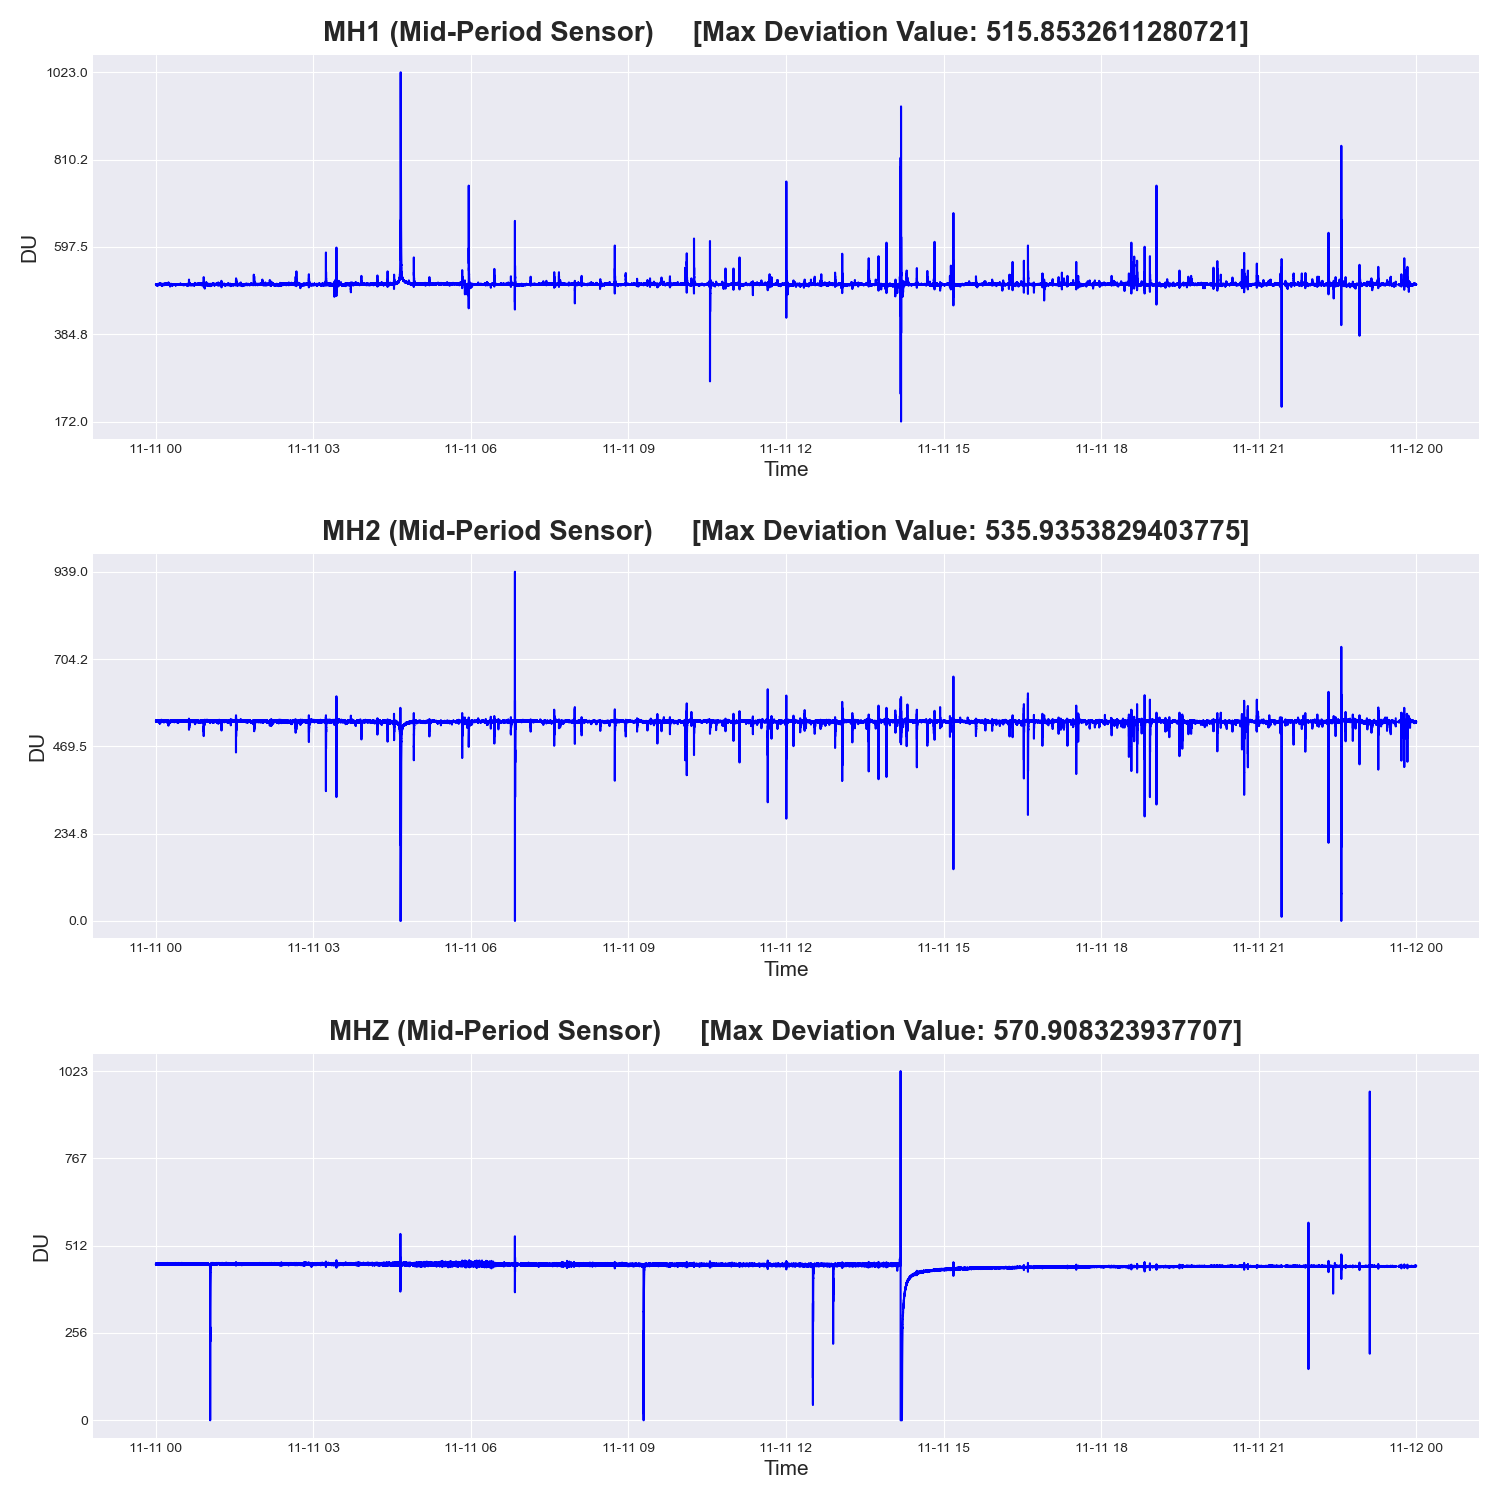 MH1 (Mid-Period Sensor) [Max Deviation Value: 515.8532611280721]
1023.0
810.2
597.5
384.8
172.0
DU
11-11 00 11-11 03 11-11 06 11-11 09 11-11 12 11-11 15 11-11 18 11-11 21 11-12 00
Time
MH2 (Mid-Period Sensor) [Max Deviation Value: 535.9353829403775]
939.0
704.2
469.5
234.8
0.0
DU
11-11 00 11-11 03 11-11 06 11-11 09 11-11 12 11-11 15 11-11 18 11-11 21 11-12 00
Time
MHZ (Mid-Period Sensor) [Max Deviation Value: 570.908323937707]
1023
767
512
256
0
DU
11-11 00 11-11 03 11-11 06 11-11 09 11-11 12 11-11 15 11-11 18 11-11 21 11-12 00
Time